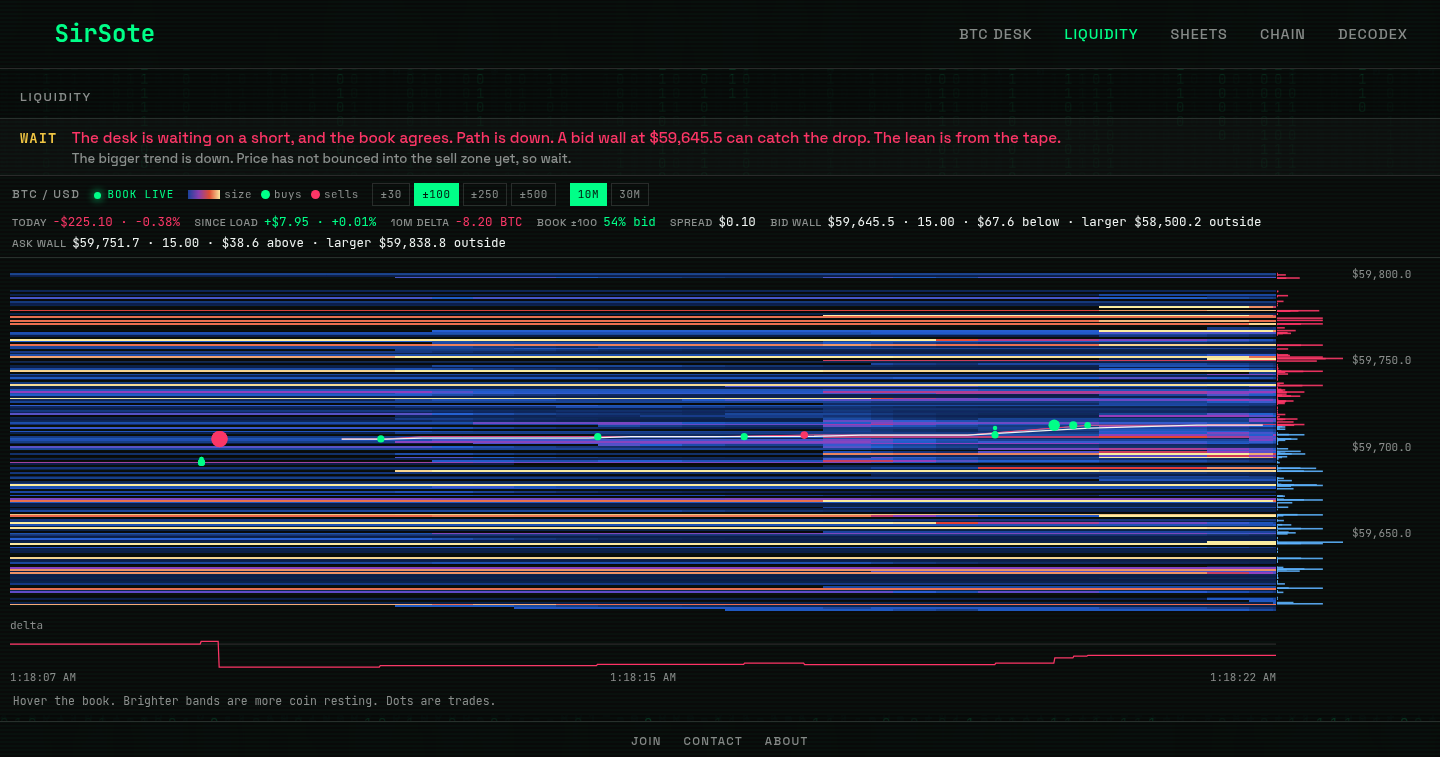 SirSote
BTC DESK LIQUIDITY SHEETS CHAIN DECODEX
LIQUIDITY
WAIT The desk is waiting on a short, and the book agrees. Path is down. A bid wall at $59,645.5 can catch the drop. The lean is from the tape.
The bigger trend is down. Price has not bounced into the sell zone yet, so wait.
BTC / USD BOOK LIVE size buys sells ±30 ±100 ±250 ±500 10M 30M
TODAY -$225.10 · -0.38% SINCE LOAD +$7.95 · +0.01% 10M DELTA -8.20 BTC BOOK ±100 54% bid SPREAD $0.10 BID WALL $59,645.5 · 15.00 · $67.6 below · larger $58,500.2 outside
ASK WALL $59,751.7 · 15.00 · $38.6 above · larger $59,838.8 outside
$59,800.0
$59,750.0
$59,700.0
$59,650.0
delta
1:18:07 AM 1:18:15 AM 1:18:22 AM
Hover the book. Brighter bands are more coin resting. Dots are trades.
JOIN CONTACT ABOUT